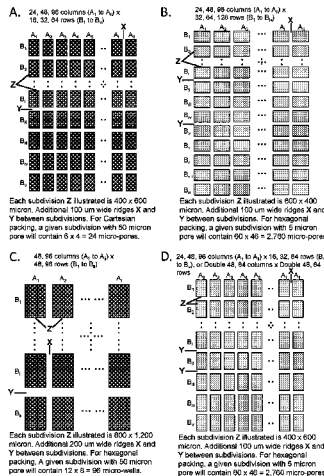 A.
24, 48, 96 columns (A₁ to Aₙ) x
16, 32, 64 rows (B₁ to Bₙ)
X
Z
Y
Each subdivision Z illustrated is 400 x 600
micron. Additional 100 um wide ridges X and
Y between subdivisions. For Cartesian
packing, a given subdivision with 50 micron
pore will contain 6 x 4 = 24 micro-pores.
B.
24, 48, 96 columns (A₁ to Aₙ) x
32, 64, 128 rows (B₁ to Bₙ)
X
Z
Y
Each subdivision Z illustrated is 600 x 400
micron. Additional 100 um wide ridges X and
Y between subdivisions. For hexagonal
packing, a given subdivision with 5 micron
pore will contain 60 x 46 = 2,760 micro-pores.
C.
48, 96 columns (A₁ to Aₙ) x
48, 96 rows (B₁ to Bₙ)
Z
X
Y
Each subdivision Z illustrated is 800 x 1,200
micron. Additional 200 um wide ridges X and
Y between subdivisions. For hexagonal
packing, A given subdivision with 50 micron
pore will contain 12 x 8 = 96 micro-wells.
D.
24, 48, 96 columns (A₁ to Aₙ) x 16, 32, 64 rows (B₁
to Bₙ), or Double 48, 64 columns x Double 48, 64
rows
X
Z
Y
Each subdivision Z illustrated is 400 x 600
micron. Additional 100 um wide ridges X and
Y between subdivisions. For hexagonal
packing, a given subdivision with 5 micron
pore will contain 60 x 46 = 2,760 micro-pores.